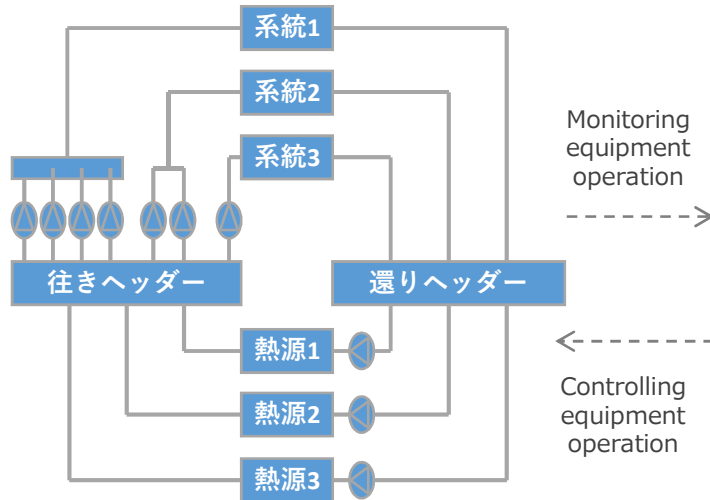 系統1
系統2
系統3
往きヘッダー
還りヘッダー
熱源1
熱源2
熱源3
Monitoring
equipment
operation
Controlling
equipment
operation